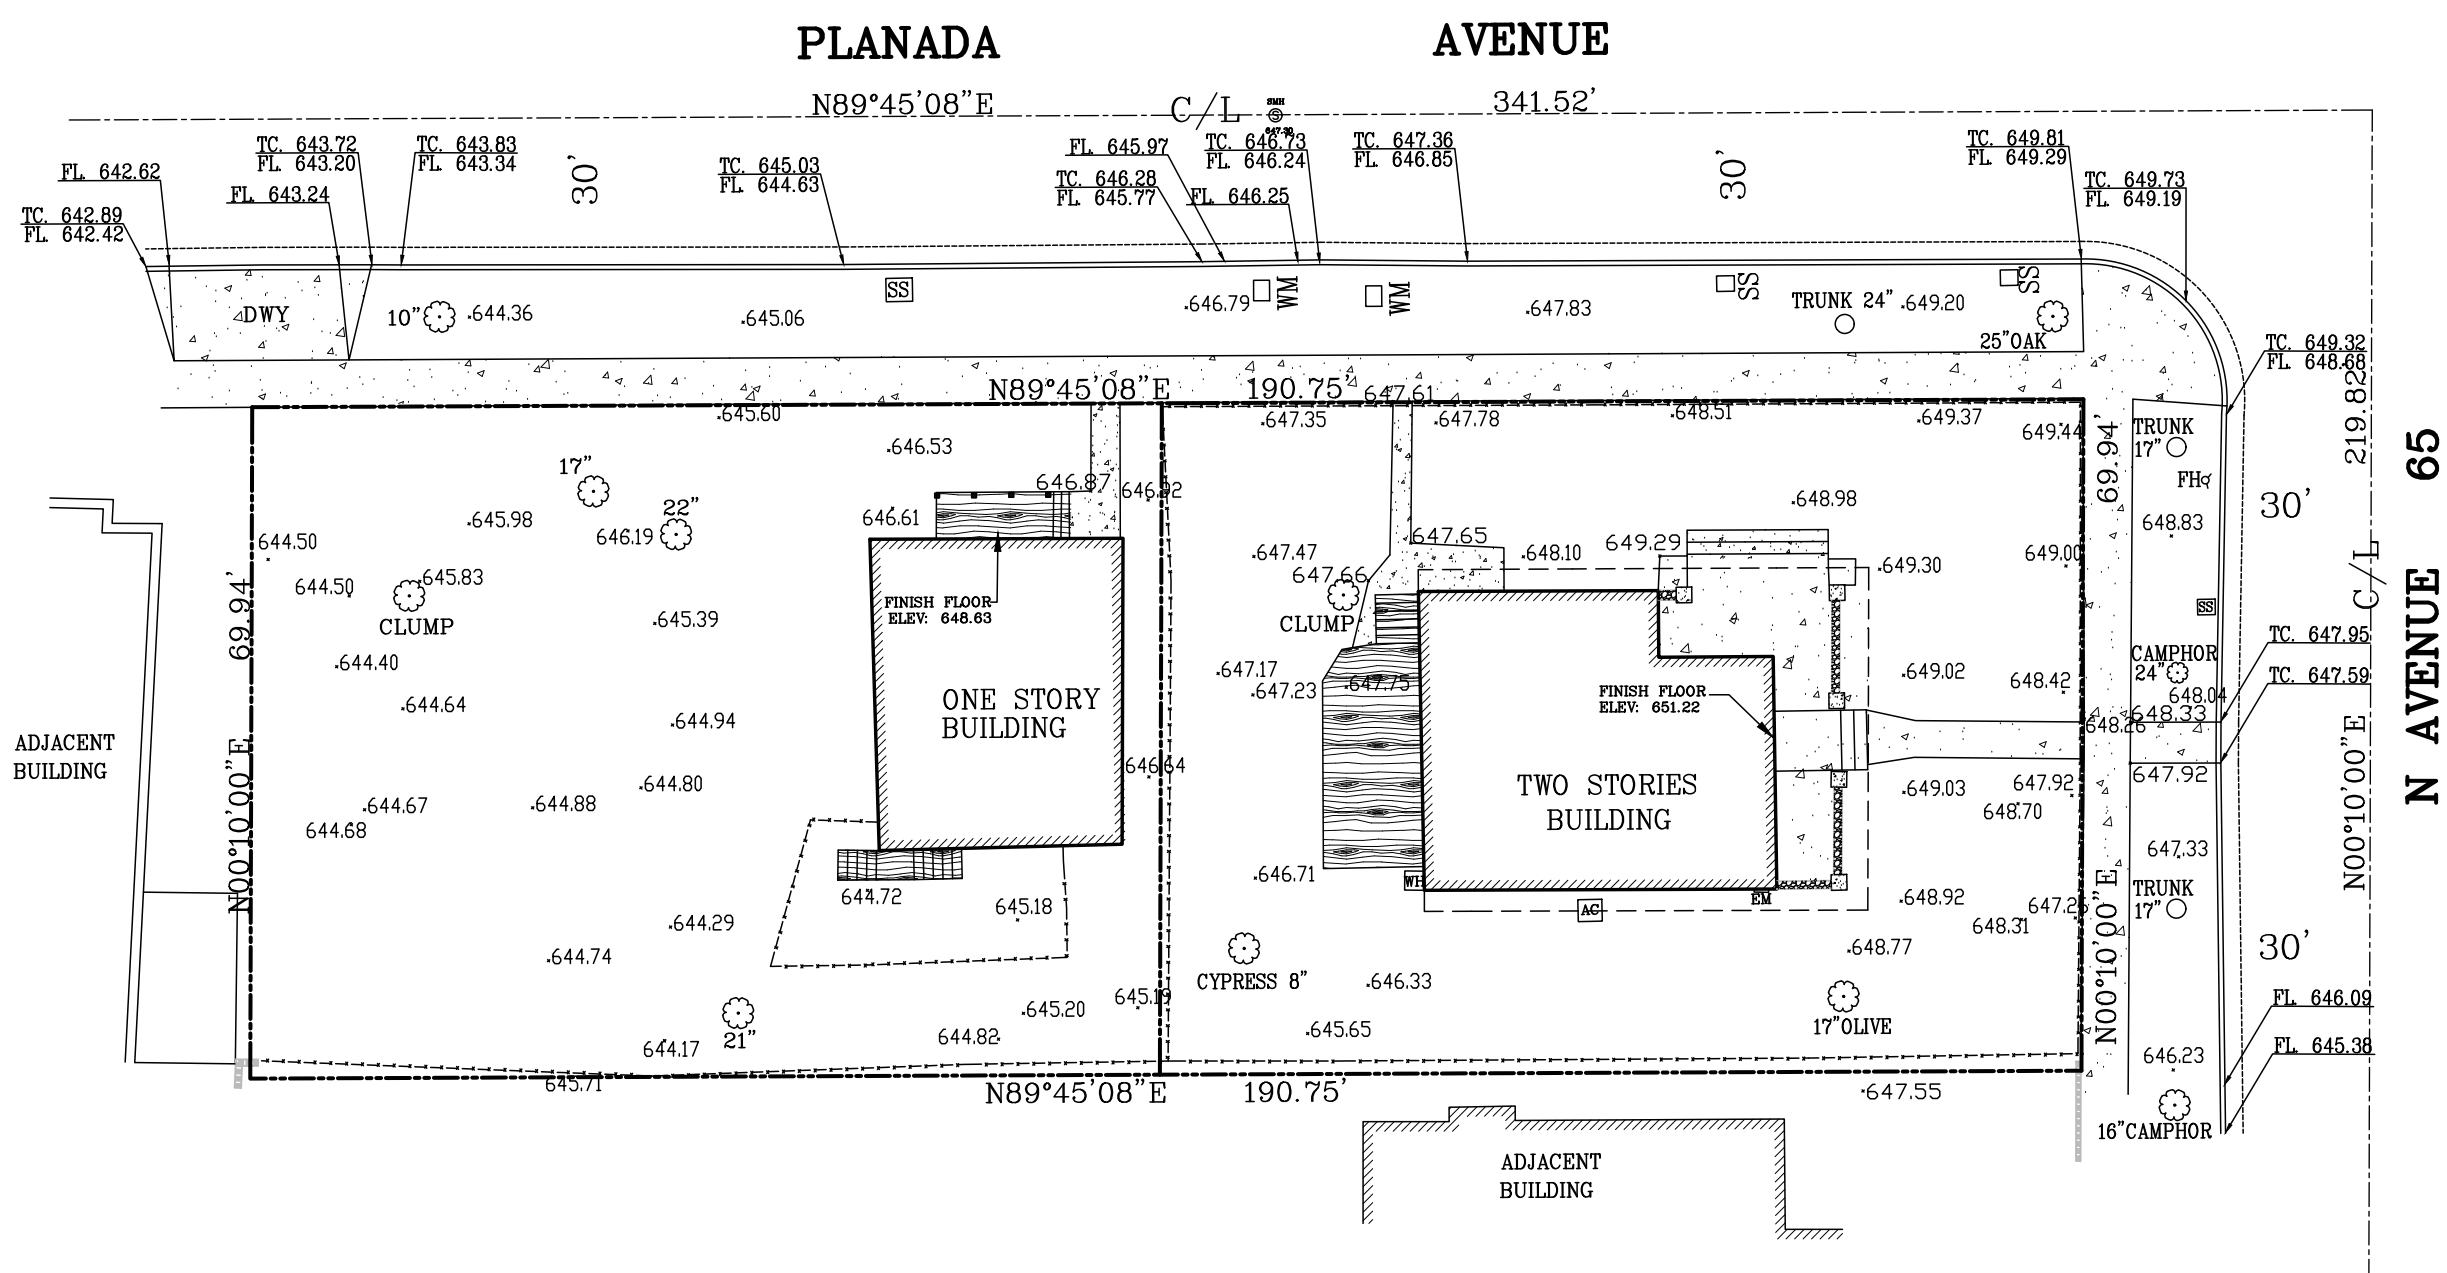 PLANADA AVENUE
N89°45'08"E
C/L
SMH
S
647.30
341.52'
TC. 643.72
FL. 643.20
TC. 643.83
FL. 643.34
FL. 642.62
FL. 643.24
TC. 642.89
FL. 642.42
30'
TC. 645.03
FL. 644.63
FL. 645.97
TC. 646.28
FL. 645.77
TC. 646.73
FL. 646.24
FL. 646.25
TC. 647.36
FL. 646.85
30'
TC. 649.81
FL. 649.29
TC. 649.73
FL. 649.19
DWY
10"
644.36
645.06
SS
646.79
WM
WM
647.83
SS
TRUNK 24"
649.20
SS
25"OAK
TC. 649.32
FL. 648.68
N89°45'08"E
190.75'
647.61
645.60
646.53
647.35
647.78
648.51
649.37
649.44
69.94'
TRUNK
17"
FH
219.82'
N AVENUE 65
30'
17"
22"
646.87
646.92
646.61
645.98
646.19
644.50
644.50
645.83
CLUMP
645.39
644.40
644.64
644.94
644.80
644.88
644.67
644.68
69.94'
N00°10'00"E
ADJACENT
BUILDING
FINISH FLOOR
ELEV: 648.63
ONE STORY
BUILDING
646.64
647.47
647.66
CLUMP
647.65
648.10
649.29
648.98
649.30
649.00
648.83
SS
C/L
TC. 647.95
TC. 647.59
CAMPHOR
24"
648.04
648.33
648.26
647.92
647.17
647.23
647.75
FINISH FLOOR
ELEV: 651.22
649.02
648.42
TWO STORIES
BUILDING
649.03
647.92
648.70
647.33
TRUNK
17"
N00°10'00"E
N00°10'00"E
646.71
WH
AC
EM
648.92
648.31
648.77
30'
644.72
645.18
644.29
644.74
CYPRESS 8"
646.33
645.65
17"OLIVE
645.19
645.20
644.82
21"
644.17
645.71
N89°45'08"E
190.75'
647.55
FL. 646.09
FL. 645.38
646.23
16"CAMPHOR
ADJACENT
BUILDING